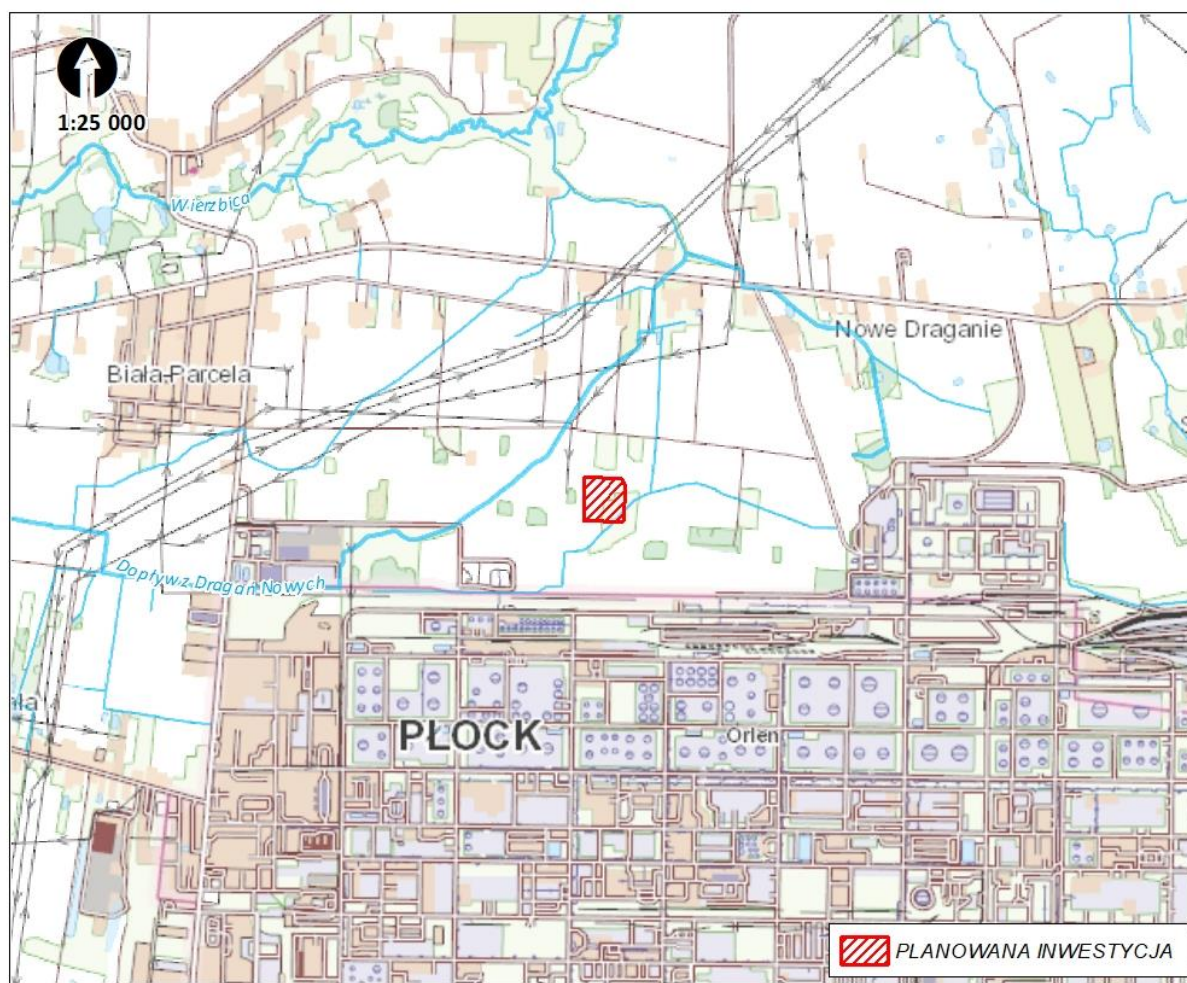 1:25 000
Wierzbica
Nowe Draganie
Biała-Parcela
Dopływ z Dragań Nowych
PŁOCK
Orlen
PLANOWANA INWESTYCJA